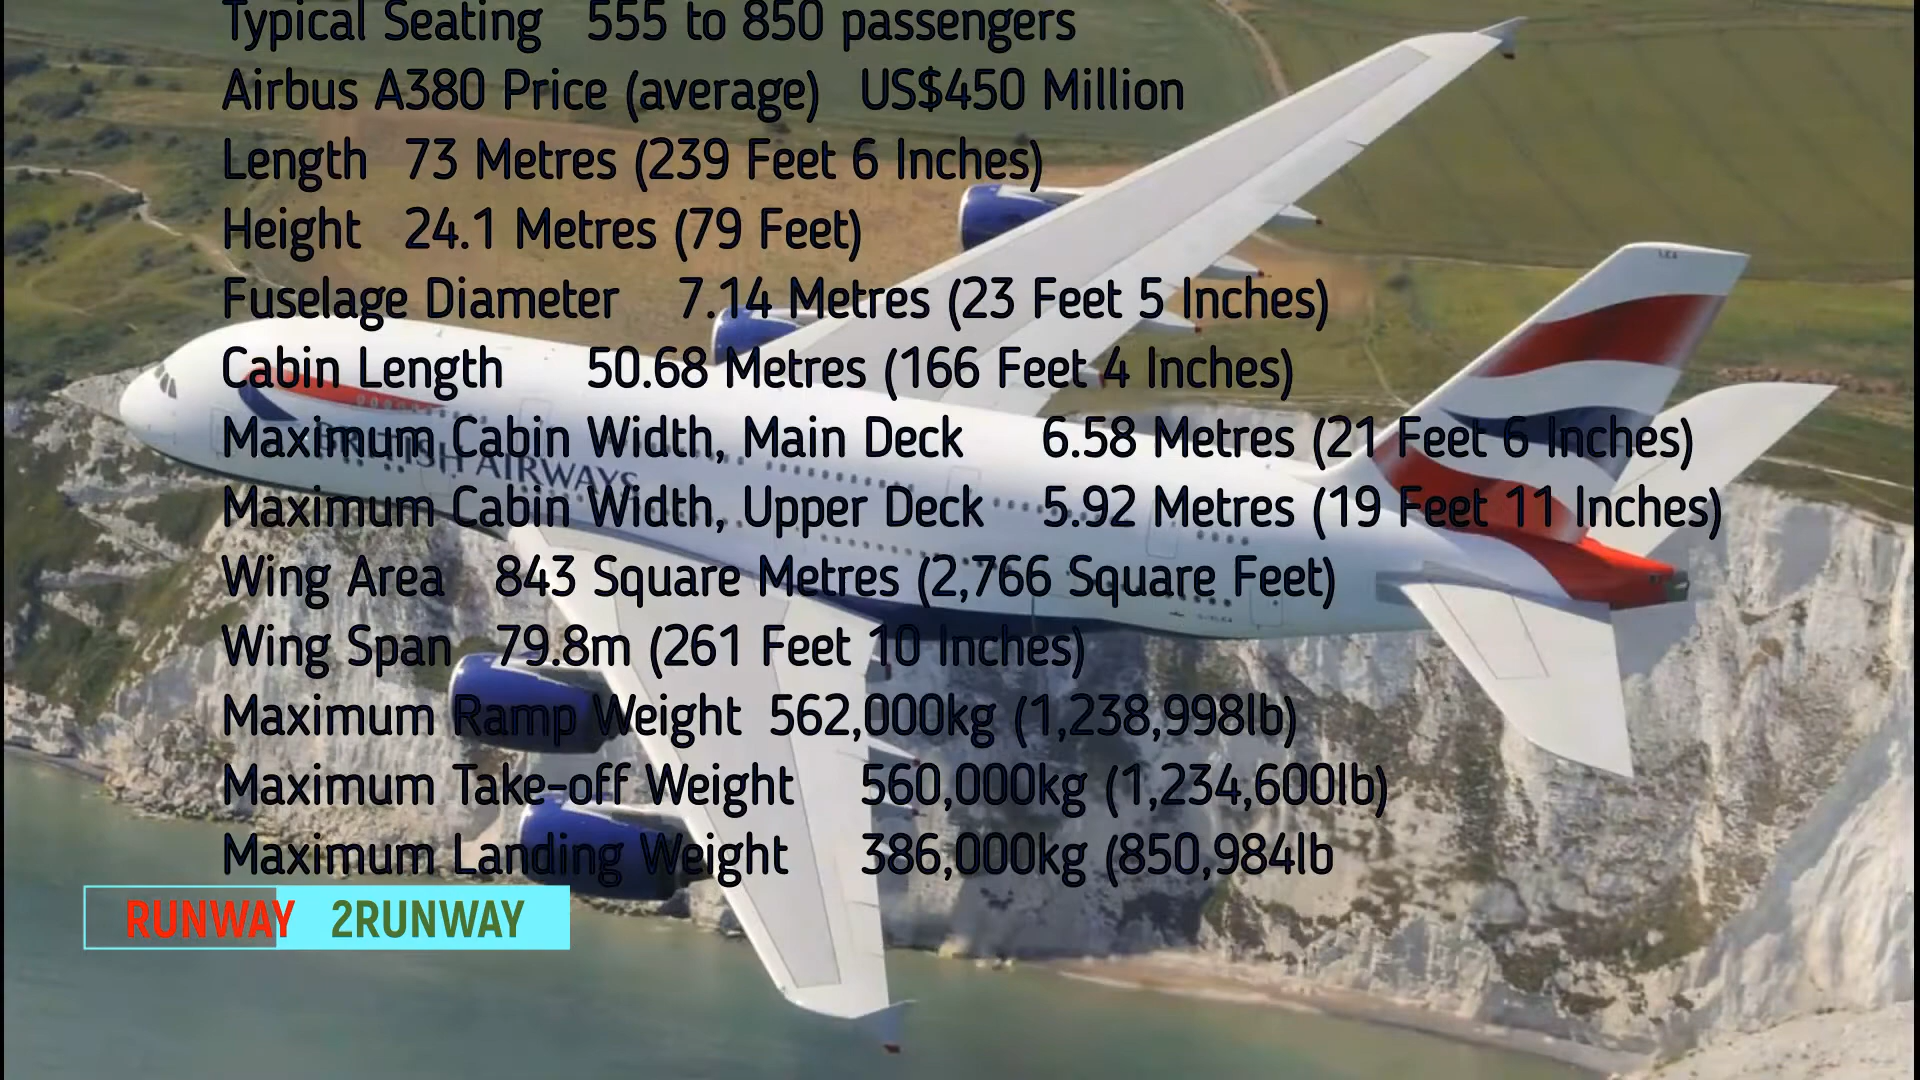 Typical Seating 555 to 850 passengers
Airbus A380 Price (average) US$450 Million
Length 73 Metres (239 Feet 6 Inches)
Height 24.1 Metres (79 Feet)
Fuselage Diameter 7.14 Metres (23 Feet 5 Inches)
Cabin Length 50.68 Metres (166 Feet 4 Inches)
Maximum Cabin Width, Main Deck 6.58 Metres (21 Feet 6 Inches)
BRITISH AIRWAYS
Maximum Cabin Width, Upper Deck 5.92 Metres (19 Feet 11 Inches)
Wing Area 843 Square Metres (2,766 Square Feet)
Wing Span 79.8m (261 Feet 10 Inches)
Maximum Ramp Weight 562,000kg (1,238,998lb)
Maximum Take-off Weight 560,000kg (1,234,600lb)
Maximum Landing Weight 386,000kg (850,984lb
RUNWAY 2RUNWAY